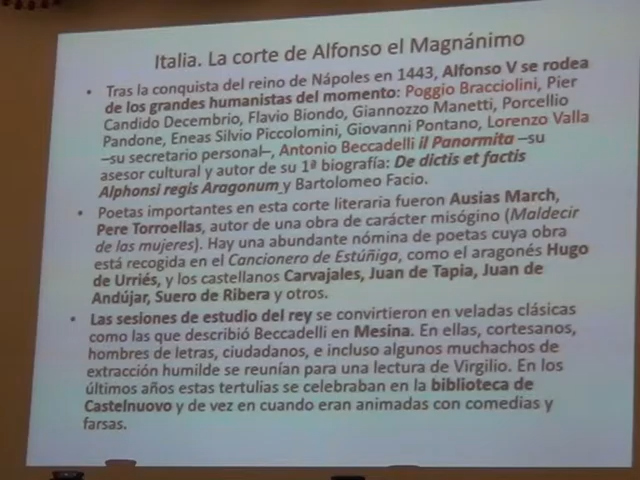 Italia. La corte de Alfonso el Magnánimo
• Tras la conquista del reino de Nápoles en 1443, Alfonso V se rodea
de los grandes humanistas del momento: Poggio Bracciolini, Pier
Candido Decembrio, Flavio Biondo, Giannozzo Manetti, Porcellio
Pandone, Eneas Silvio Piccolomini, Giovanni Pontano, Lorenzo Valla
–su secretario personal–, Antonio Beccadelli il Panormita –su
asesor cultural y autor de su 1ª biografía: De dictis et factis
Alphonsi regis Aragonum y Bartolomeo Facio.
• Poetas importantes en esta corte literaria fueron Ausias March,
Pere Torroellas, autor de una obra de carácter misógino (Maldecir
de las mujeres). Hay una abundante nómina de poetas cuya obra
está recogida en el Cancionero de Estúñiga, como el aragonés Hugo
de Urriés, y los castellanos Carvajales, Juan de Tapia, Juan de
Andújar, Suero de Ribera y otros.
• Las sesiones de estudio del rey se convirtieron en veladas clásicas
como las que describió Beccadelli en Mesina. En ellas, cortesanos,
hombres de letras, ciudadanos, e incluso algunos muchachos de
extracción humilde se reunían para una lectura de Virgilio. En los
últimos años estas tertulias se celebraban en la biblioteca de
Castelnuovo y de vez en cuando eran animadas con comedias y
farsas.